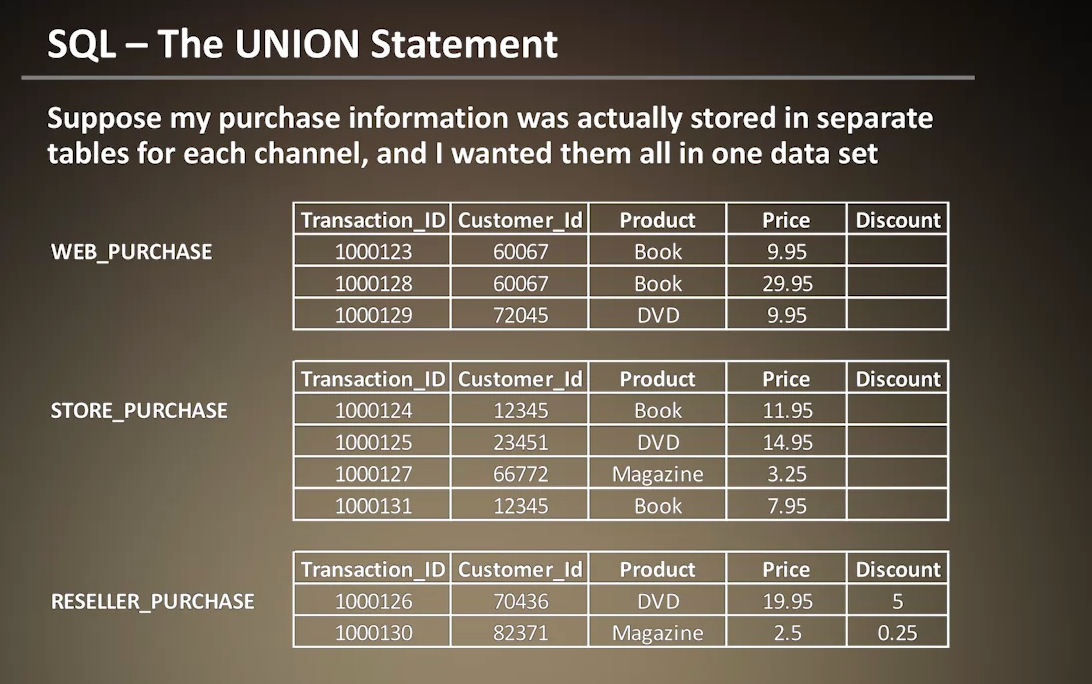 SQL – The UNION Statement
Suppose my purchase information was actually stored in separate
tables for each channel, and I wanted them all in one data set
WEB_PURCHASE
Transaction_ID Customer_Id Product Price Discount
1000123 60067 Book 9.95
1000128 60067 Book 29.95
1000129 72045 DVD 9.95
STORE_PURCHASE
Transaction_ID Customer_Id Product Price Discount
1000124 12345 Book 11.95
1000125 23451 DVD 14.95
1000127 66772 Magazine 3.25
1000131 12345 Book 7.95
RESELLER_PURCHASE
Transaction_ID Customer_Id Product Price Discount
1000126 70436 DVD 19.95 5
1000130 82371 Magazine 2.5 0.25